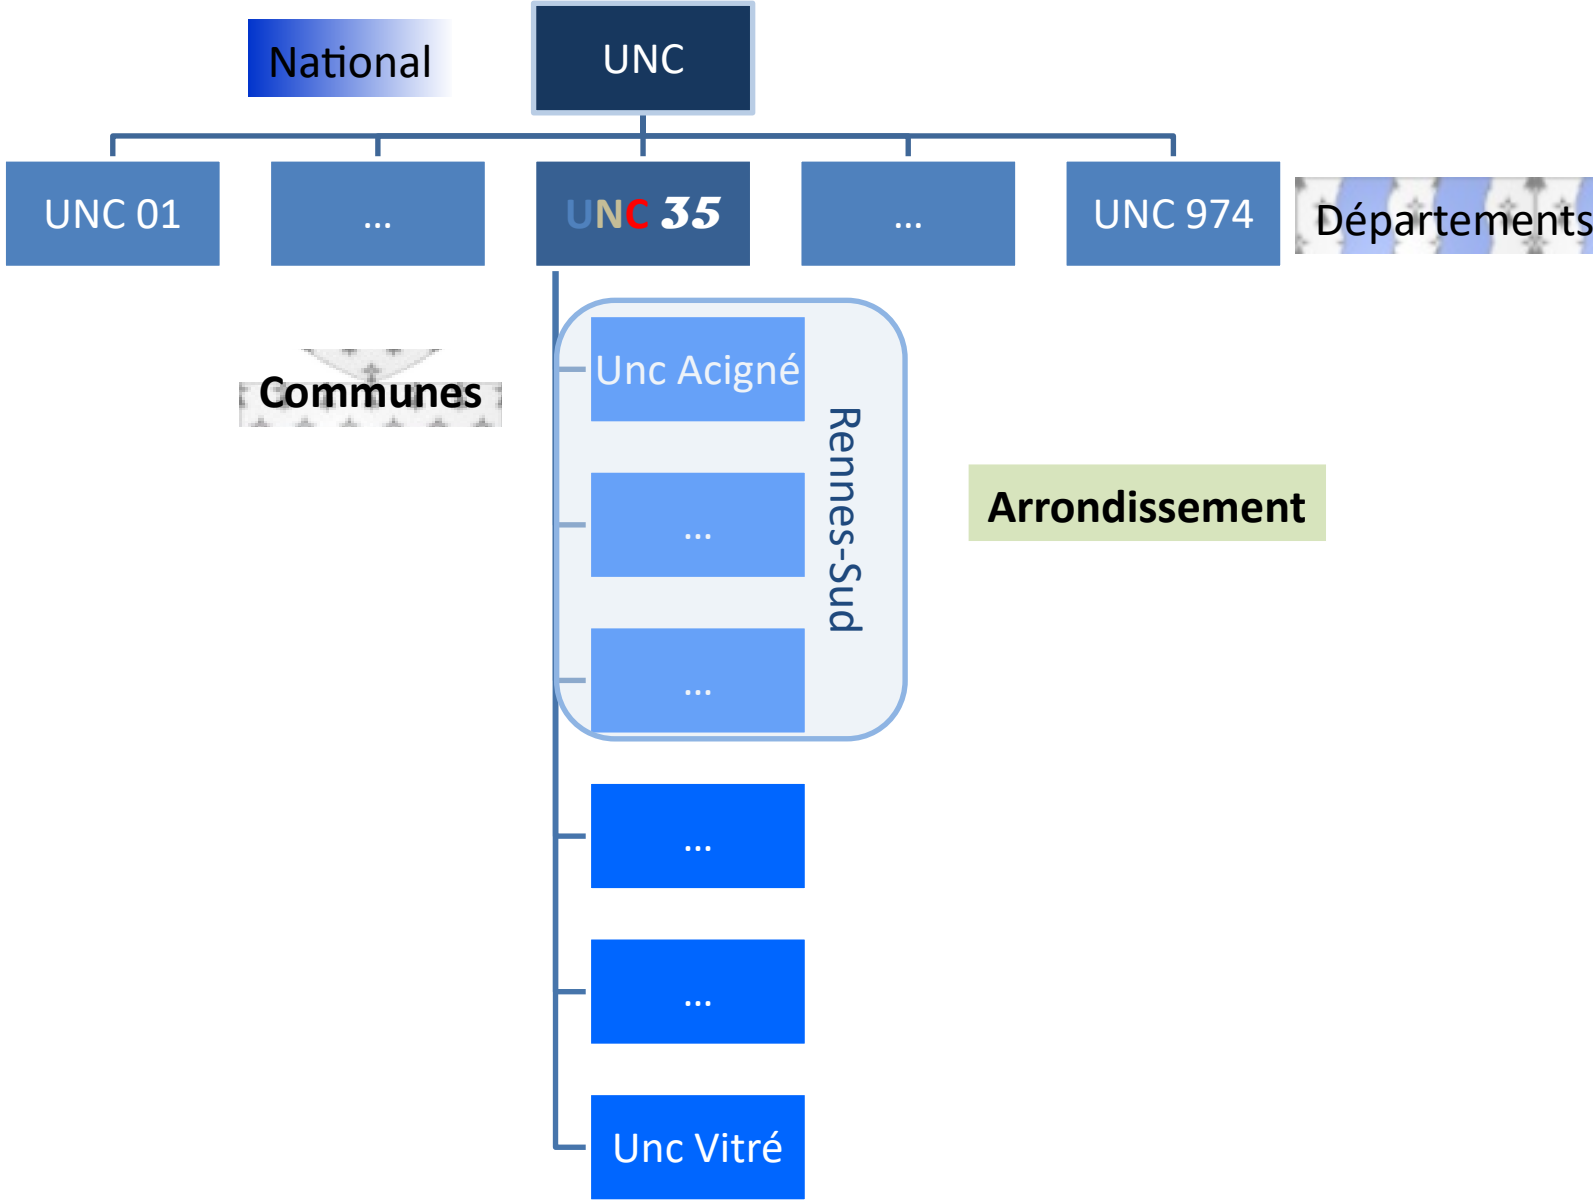 National
UNC
UNC 01
...
UNC 35
...
UNC 974
Départements
Communes
Unc Acigné
...
...
Rennes-Sud
Arrondissement
...
...
Unc Vitré